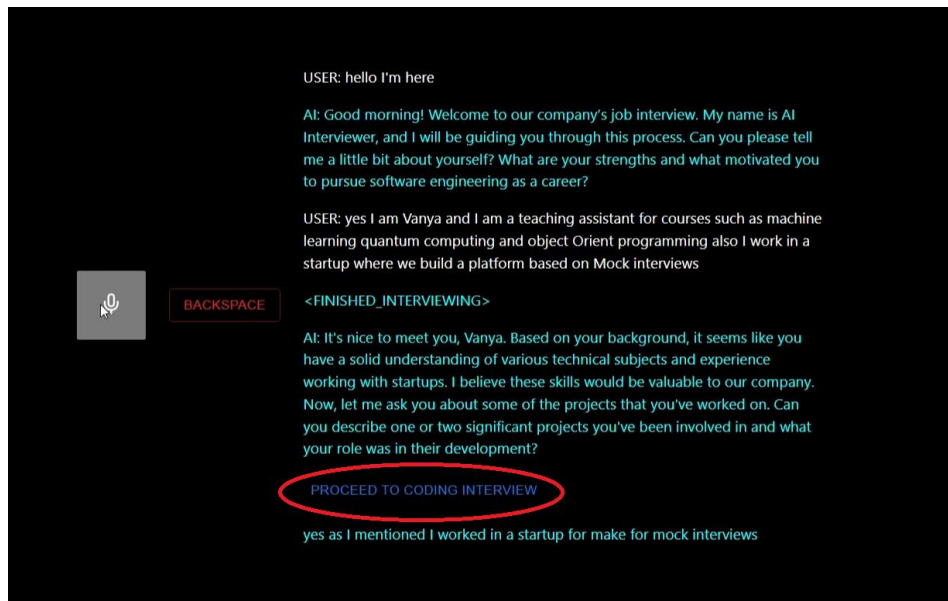 USER: hello I'm here
AI: Good morning! Welcome to our company's job interview. My name is AI
Interviewer, and I will be guiding you through this process. Can you please tell
me a little bit about yourself? What are your strengths and what motivated you
to pursue software engineering as a career?
USER: yes I am Vanya and I am a teaching assistant for courses such as machine
learning quantum computing and object Orient programming also I work in a
startup where we build a platform based on Mock interviews
BACKSPACE
<FINISHED_INTERVIEWING>
AI: It's nice to meet you, Vanya. Based on your background, it seems like you
have a solid understanding of various technical subjects and experience
working with startups. I believe these skills would be valuable to our company.
Now, let me ask you about some of the projects that you've worked on. Can
you describe one or two significant projects you've been involved in and what
your role was in their development?
PROCEED TO CODING INTERVIEW
yes as I mentioned I worked in a startup for make for mock interviews